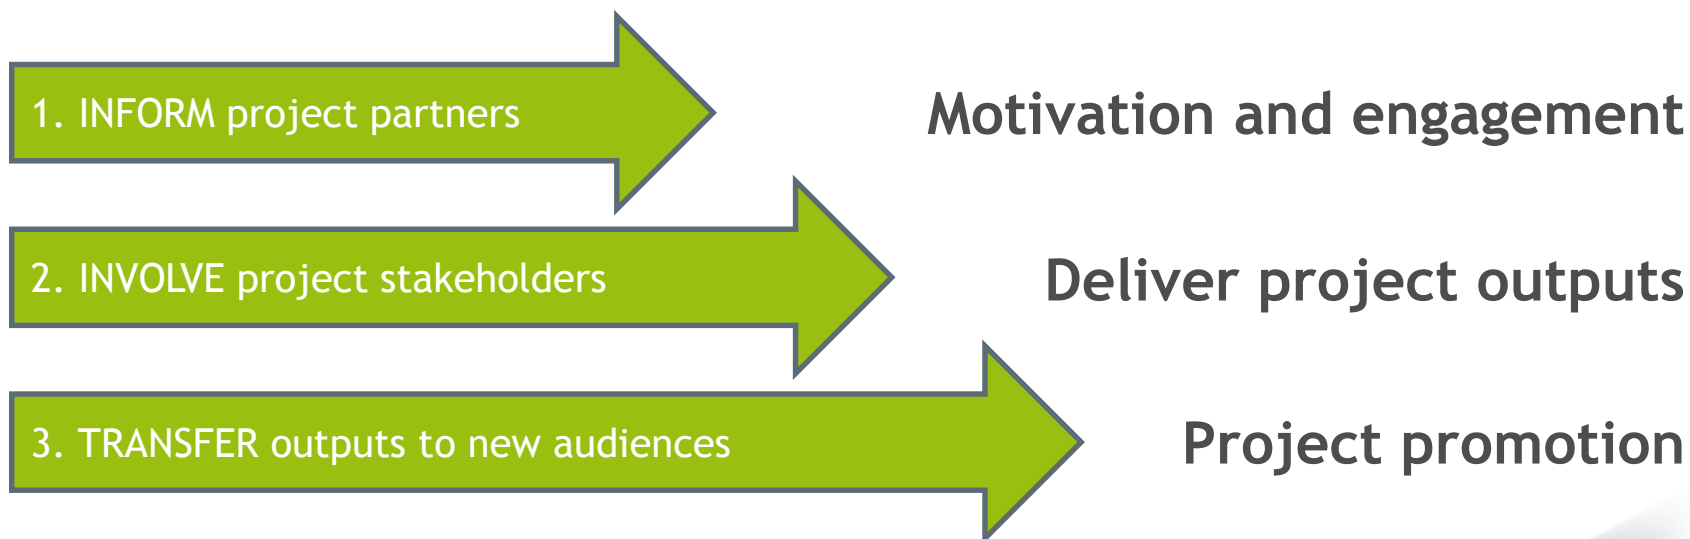 1. INFORM project partners
Motivation and engagement
2. INVOLVE project stakeholders
Deliver project outputs
3. TRANSFER outputs to new audiences
Project promotion